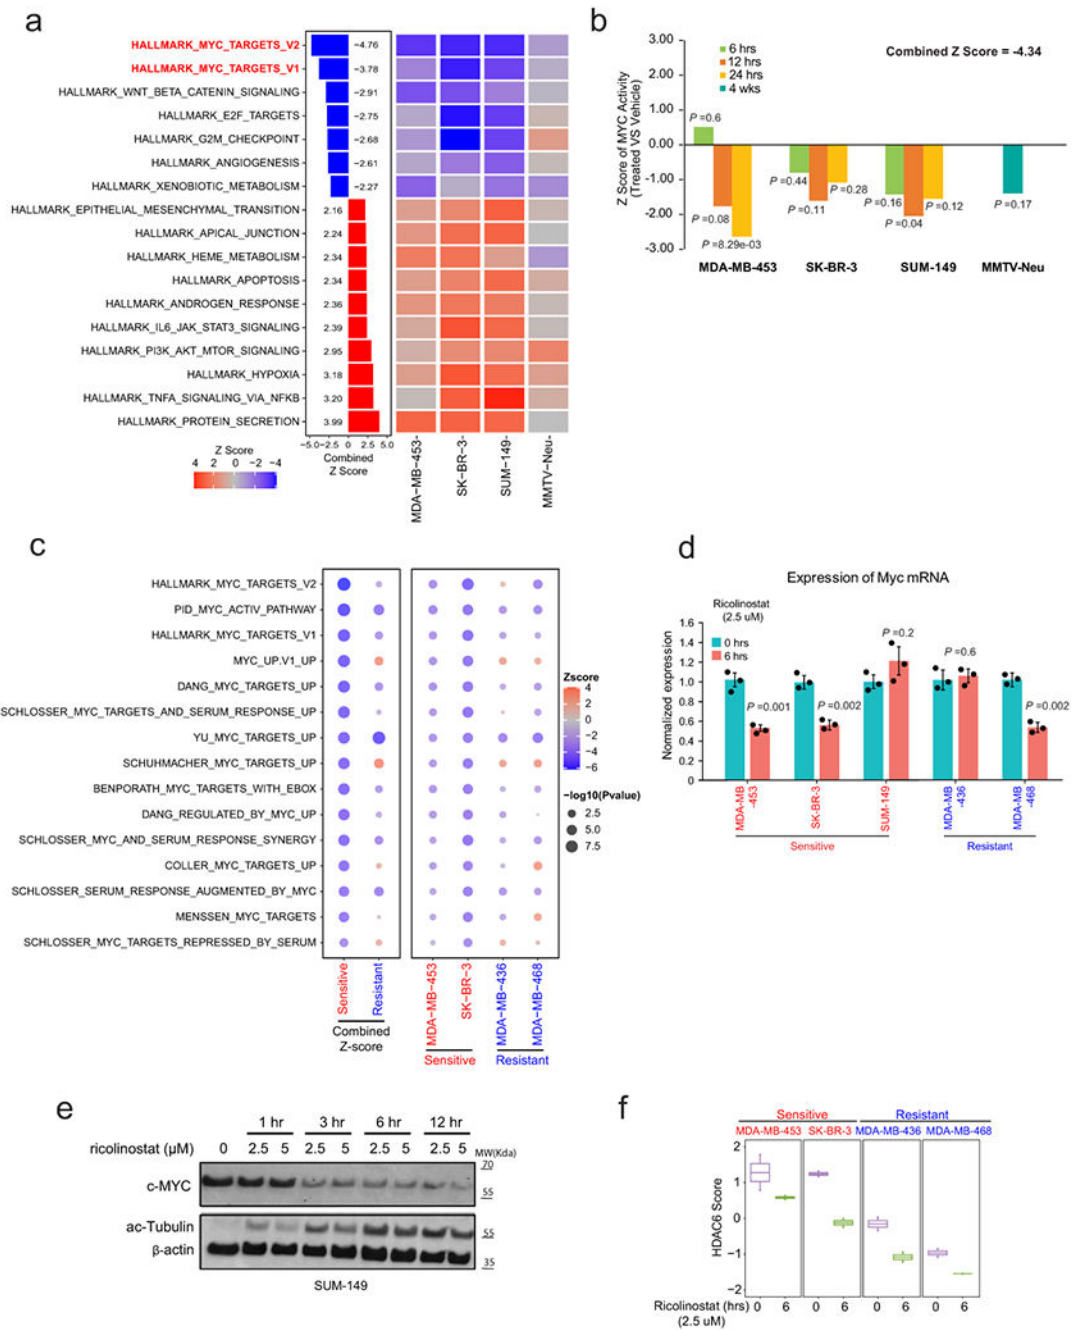 a
HALLMARK_MYC_TARGETS_V2 −4.76
HALLMARK_MYC_TARGETS_V1 −3.78
HALLMARK_WNT_BETA_CATENIN_SIGNALING −2.91
HALLMARK_E2F_TARGETS −2.75
HALLMARK_G2M_CHECKPOINT −2.68
HALLMARK_ANGIOGENESIS −2.61
HALLMARK_XENOBIOTIC_METABOLISM −2.27
HALLMARK_EPITHELIAL_MESENCHYMAL_TRANSITION 2.16
HALLMARK_APICAL_JUNCTION 2.24
HALLMARK_HEME_METABOLISM 2.34
HALLMARK_APOPTOSIS 2.34
HALLMARK_ANDROGEN_RESPONSE 2.36
HALLMARK_IL6_JAK_STAT3_SIGNALING 2.39
HALLMARK_PI3K_AKT_MTOR_SIGNALING 2.95
HALLMARK_HYPOXIA 3.18
HALLMARK_TNFA_SIGNALING_VIA_NFKB 3.20
HALLMARK_PROTEIN_SECRETION 3.99
−5.0 −2.5 0 2.5 5.0
Combined
Z Score
Z Score
4 2 0 −2 −4
MDA−MB−453
SK−BR−3
SUM−149
MMTV−Neu
b
3.00
2.00
1.00
0.00
-1.00
-2.00
-3.00
Z Score of MYC Activity
(Treated VS Vehicle)
6 hrs
12 hrs
24 hrs
4 wks
Combined Z Score = -4.34
P =0.6
P =0.08
P =8.29e-03
P =0.44
P =0.11
P =0.28
P =0.16
P =0.04
P =0.12
P =0.17
MDA-MB-453 SK-BR-3 SUM-149 MMTV-Neu
c
HALLMARK_MYC_TARGETS_V2
PID_MYC_ACTIV_PATHWAY
HALLMARK_MYC_TARGETS_V1
MYC_UP.V1_UP
DANG_MYC_TARGETS_UP
SCHLOSSER_MYC_TARGETS_AND_SERUM_RESPONSE_UP
YU_MYC_TARGETS_UP
SCHUHMACHER_MYC_TARGETS_UP
BENPORATH_MYC_TARGETS_WITH_EBOX
DANG_REGULATED_BY_MYC_UP
SCHLOSSER_MYC_AND_SERUM_RESPONSE_SYNERGY
COLLER_MYC_TARGETS_UP
SCHLOSSER_SERUM_RESPONSE_AUGMENTED_BY_MYC
MENSSEN_MYC_TARGETS
SCHLOSSER_MYC_TARGETS_REPRESSED_BY_SERUM
Sensitive
Resistant
Combined
Z-score
MDA−MB−453
SK−BR−3
MDA−MB−436
MDA−MB−468
Sensitive Resistant
Zscore
4
2
0
−2
−4
−6
−log10(Pvalue)
2.5
5.0
7.5
d
Expression of Myc mRNA
Ricolinostat
(2.5 uM)
0 hrs
6 hrs
Normalized expression
1.6
1.4
1.2
1.0
0.8
0.6
0.4
0.2
0
P =0.001
P =0.002
P =0.2
P =0.6
P =0.002
MDA-MB
-453
SK-BR-3
SUM-149
MDA-MB
-436
MDA-MB
-468
Sensitive Resistant
e
1 hr 3 hr 6 hr 12 hr
ricolinostat (µM) 0 2.5 5 2.5 5 2.5 5 2.5 5 MW(Kda)
70
c-MYC
55
ac-Tubulin
55
β-actin
35
SUM-149
f
Sensitive Resistant
MDA-MB-453 SK-BR-3 MDA-MB-436 MDA-MB-468
HDAC6 Score
2
1
0
−1
−2
Ricolinostat (hrs) 0 6 0 6 0 6 0 6
(2.5 uM)